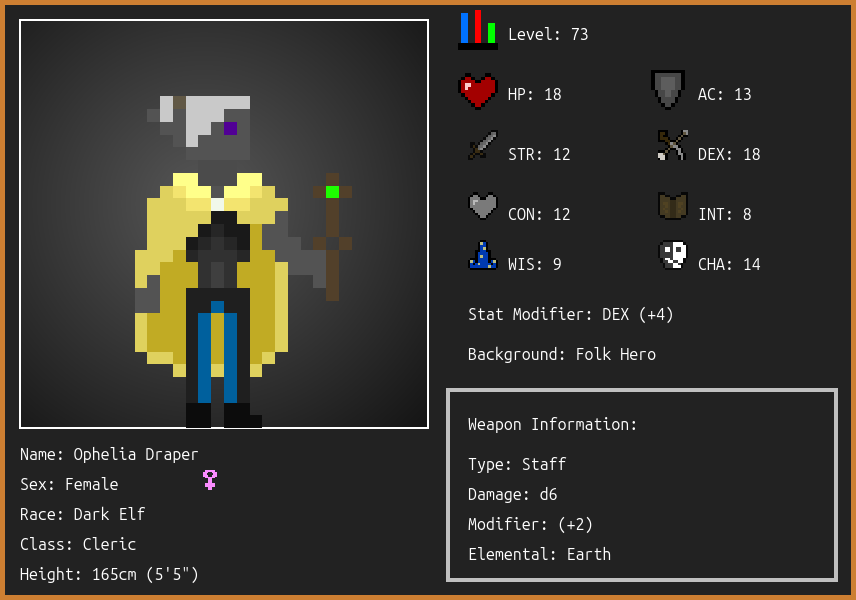 Level: 73
HP: 18
AC: 13
STR: 12
DEX: 18
CON: 12
INT: 8
WIS: 9
CHA: 14
Stat Modifier: DEX (+4)
Background: Folk Hero
Weapon Information:
Type: Staff
Damage: d6
Modifier: (+2)
Elemental: Earth
Name: Ophelia Draper
Sex: Female
Race: Dark Elf
Class: Cleric
Height: 165cm (5'5")